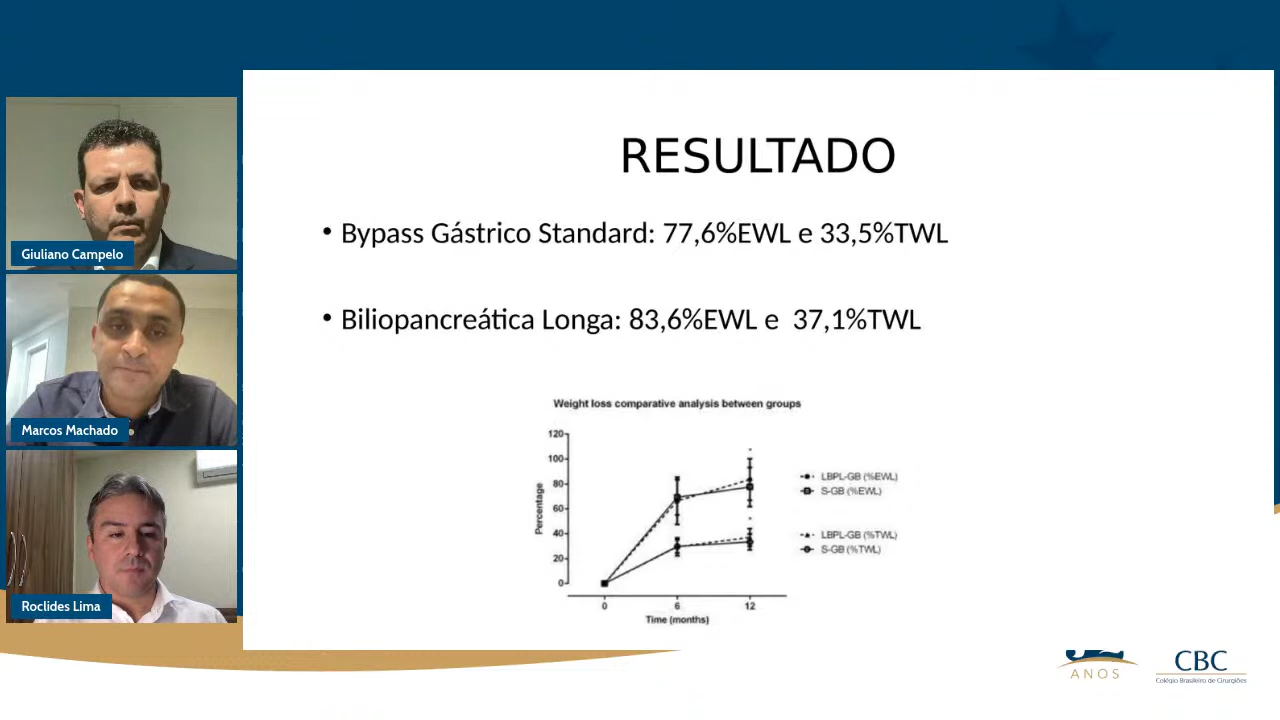 RESULTADO
• Bypass Gástrico Standard: 77,6%EWL e 33,5%TWL
• Biliopancreática Longa: 83,6%EWL e 37,1%TWL
Weight loss comparative analysis between groups
120
100
80
60
40
20
0
Percentage
0 6 12
Time (months)
LBPL-GB (%EWL)
S-GB (%EWL)
LBPL-GB (%TWL)
S-GB (%TWL)
Giuliano Campelo
Marcos Machado
Roclides Lima
ANOS
CBC
Colégio Brasileiro de Cirurgiões